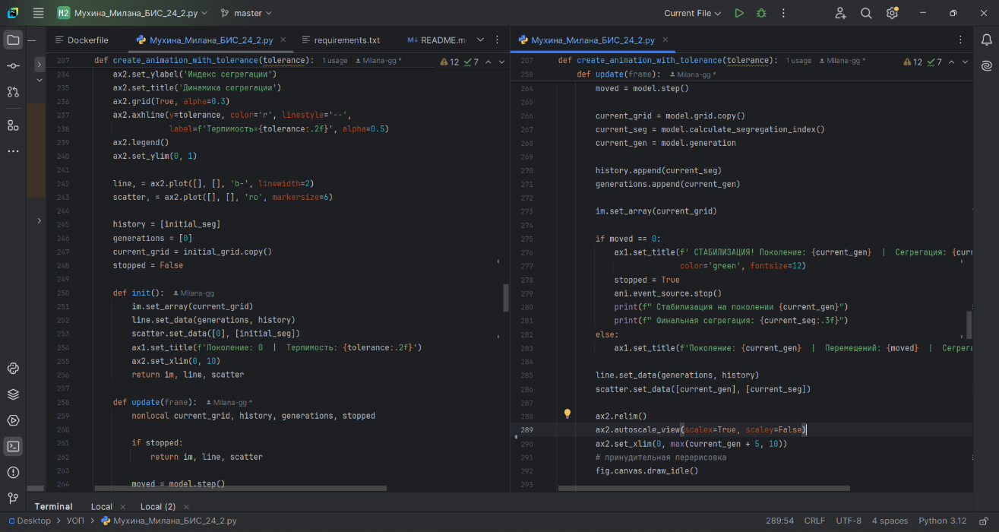 M2 Мухина_Милана_БИС_24_2.py master Current File
Dockerfile Мухина_Милана_БИС_24_2.py requirements.txt M↓ README.m
207 def create_animation_with_tolerance(tolerance): 1 usage Milana-gg * 12 7
234 ax2.set_ylabel('Индекс сегрегации')
235 ax2.set_title('Динамика сегрегации')
236 ax2.grid(True, alpha=0.3)
237 ax2.axhline(y=tolerance, color='r', linestyle='--',
238 label=f'Терпимость={tolerance:.2f}', alpha=0.5)
239 ax2.legend()
240 ax2.set_ylim(0, 1)
241
242 line, = ax2.plot([], [], 'b-', linewidth=2)
243 scatter, = ax2.plot([], [], 'ro', markersize=6)
244
245 history = [initial_seg]
246 generations = [0]
247 current_grid = initial_grid.copy()
248 stopped = False
249
250 def init(): Milana-gg
251 im.set_array(current_grid)
252 line.set_data(generations, history)
253 scatter.set_data([0], [initial_seg])
254 ax1.set_title(f'Поколение: 0 | Терпимость: {tolerance:.2f}')
255 ax2.set_xlim(0, 10)
256 return im, line, scatter
257
258 def update(frame): Milana-gg *
259 nonlocal current_grid, history, generations, stopped
260
261 if stopped:
262 return im, line, scatter
263
264 moved = model.step()
Мухина_Милана_БИС_24_2.py
207 def create_animation_with_tolerance(tolerance): 1 usage Milana-gg * 12 7
258 def update(frame): Milana-gg *
264 moved = model.step()
265
266 current_grid = model.grid.copy()
267 current_seg = model.calculate_segregation_index()
268 current_gen = model.generation
269
270 history.append(current_seg)
271 generations.append(current_gen)
272
273 im.set_array(current_grid)
274
275 if moved == 0:
276 ax1.set_title(f' СТАБИЛИЗАЦИЯ! Поколение: {current_gen} | Сегрегация: {curr
277 color='green', fontsize=12)
278 stopped = True
279 ani.event_source.stop()
280 print(f" Стабилизация на поколении {current_gen}")
281 print(f" Финальная сегрегация: {current_seg:.3f}")
282 else:
283 ax1.set_title(f'Поколение: {current_gen} | Перемещений: {moved} | Сегрега
284
285 line.set_data(generations, history)
286 scatter.set_data([current_gen], [current_seg])
287
288 ax2.relim()
289 ax2.autoscale_view(scalex=True, scaley=False)
290 ax2.set_xlim(0, max(current_gen + 5, 10))
291 # принудительная перерисовка
292 fig.canvas.draw_idle()
293
Terminal Local Local (2)
Desktop УОП Мухина_Милана_БИС_24_2.py 289:54 CRLF UTF-8 4 spaces Python 3.12